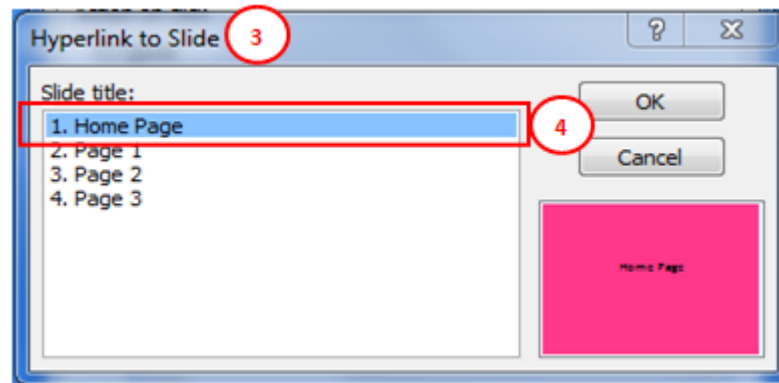 Hyperlink to Slide 3
Slide title:
1. Home Page
2. Page 1
3. Page 2
4. Page 3
4
OK
Cancel
Home Page